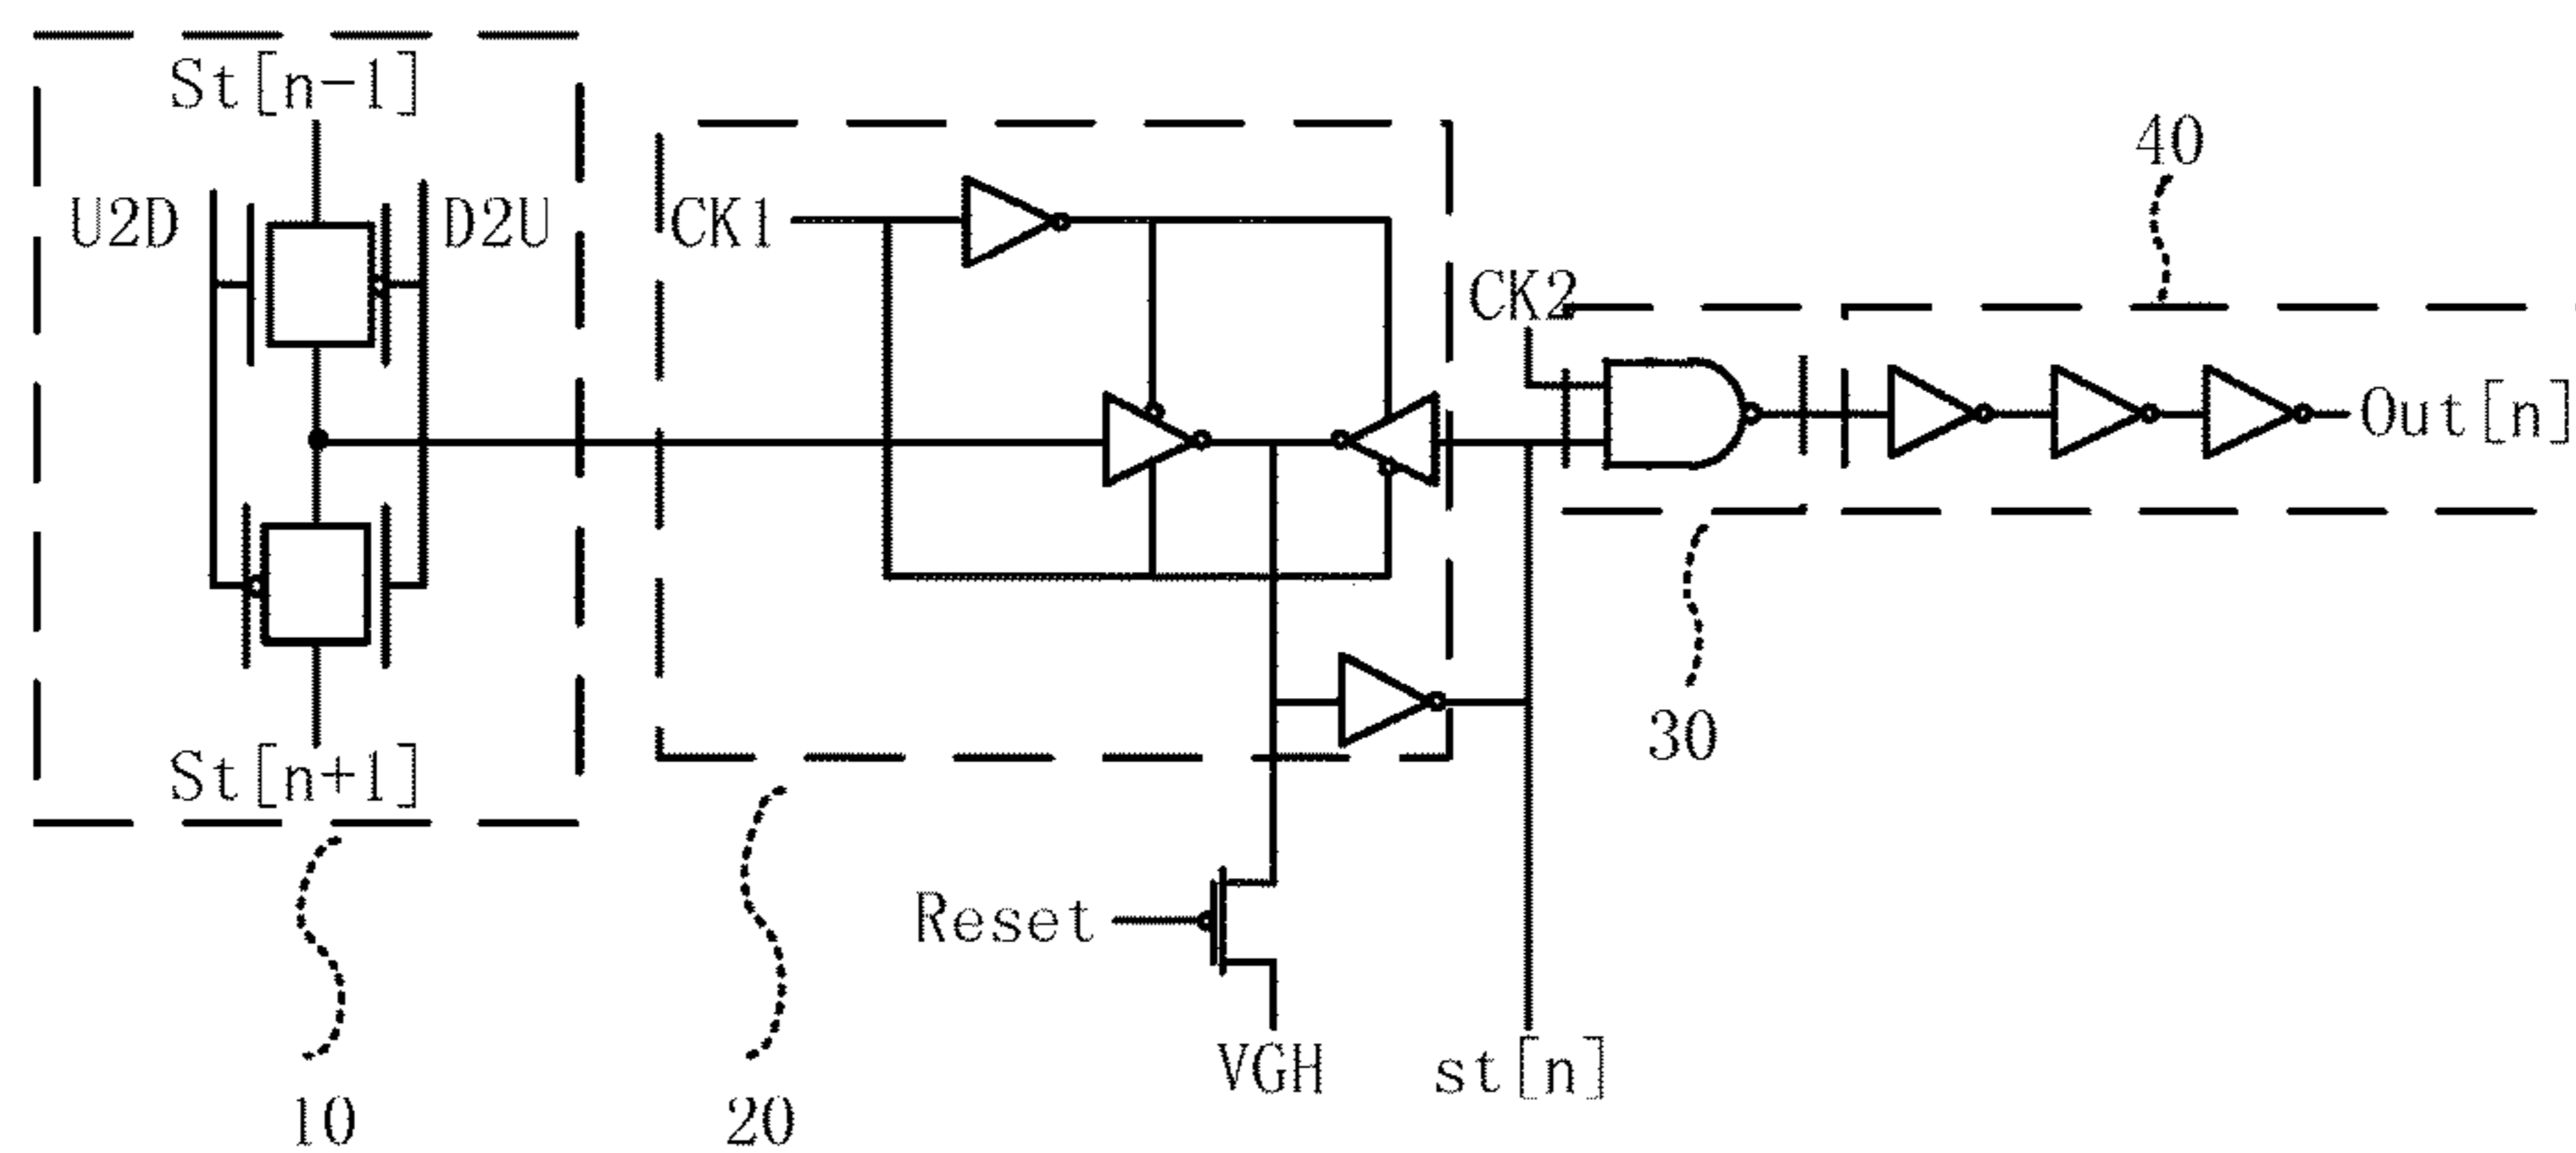 St[n-1]
U2D
D2U
CK1
CK2
40
Out[n]
St[n+1]
30
Reset
VGH
st[n]
10
20